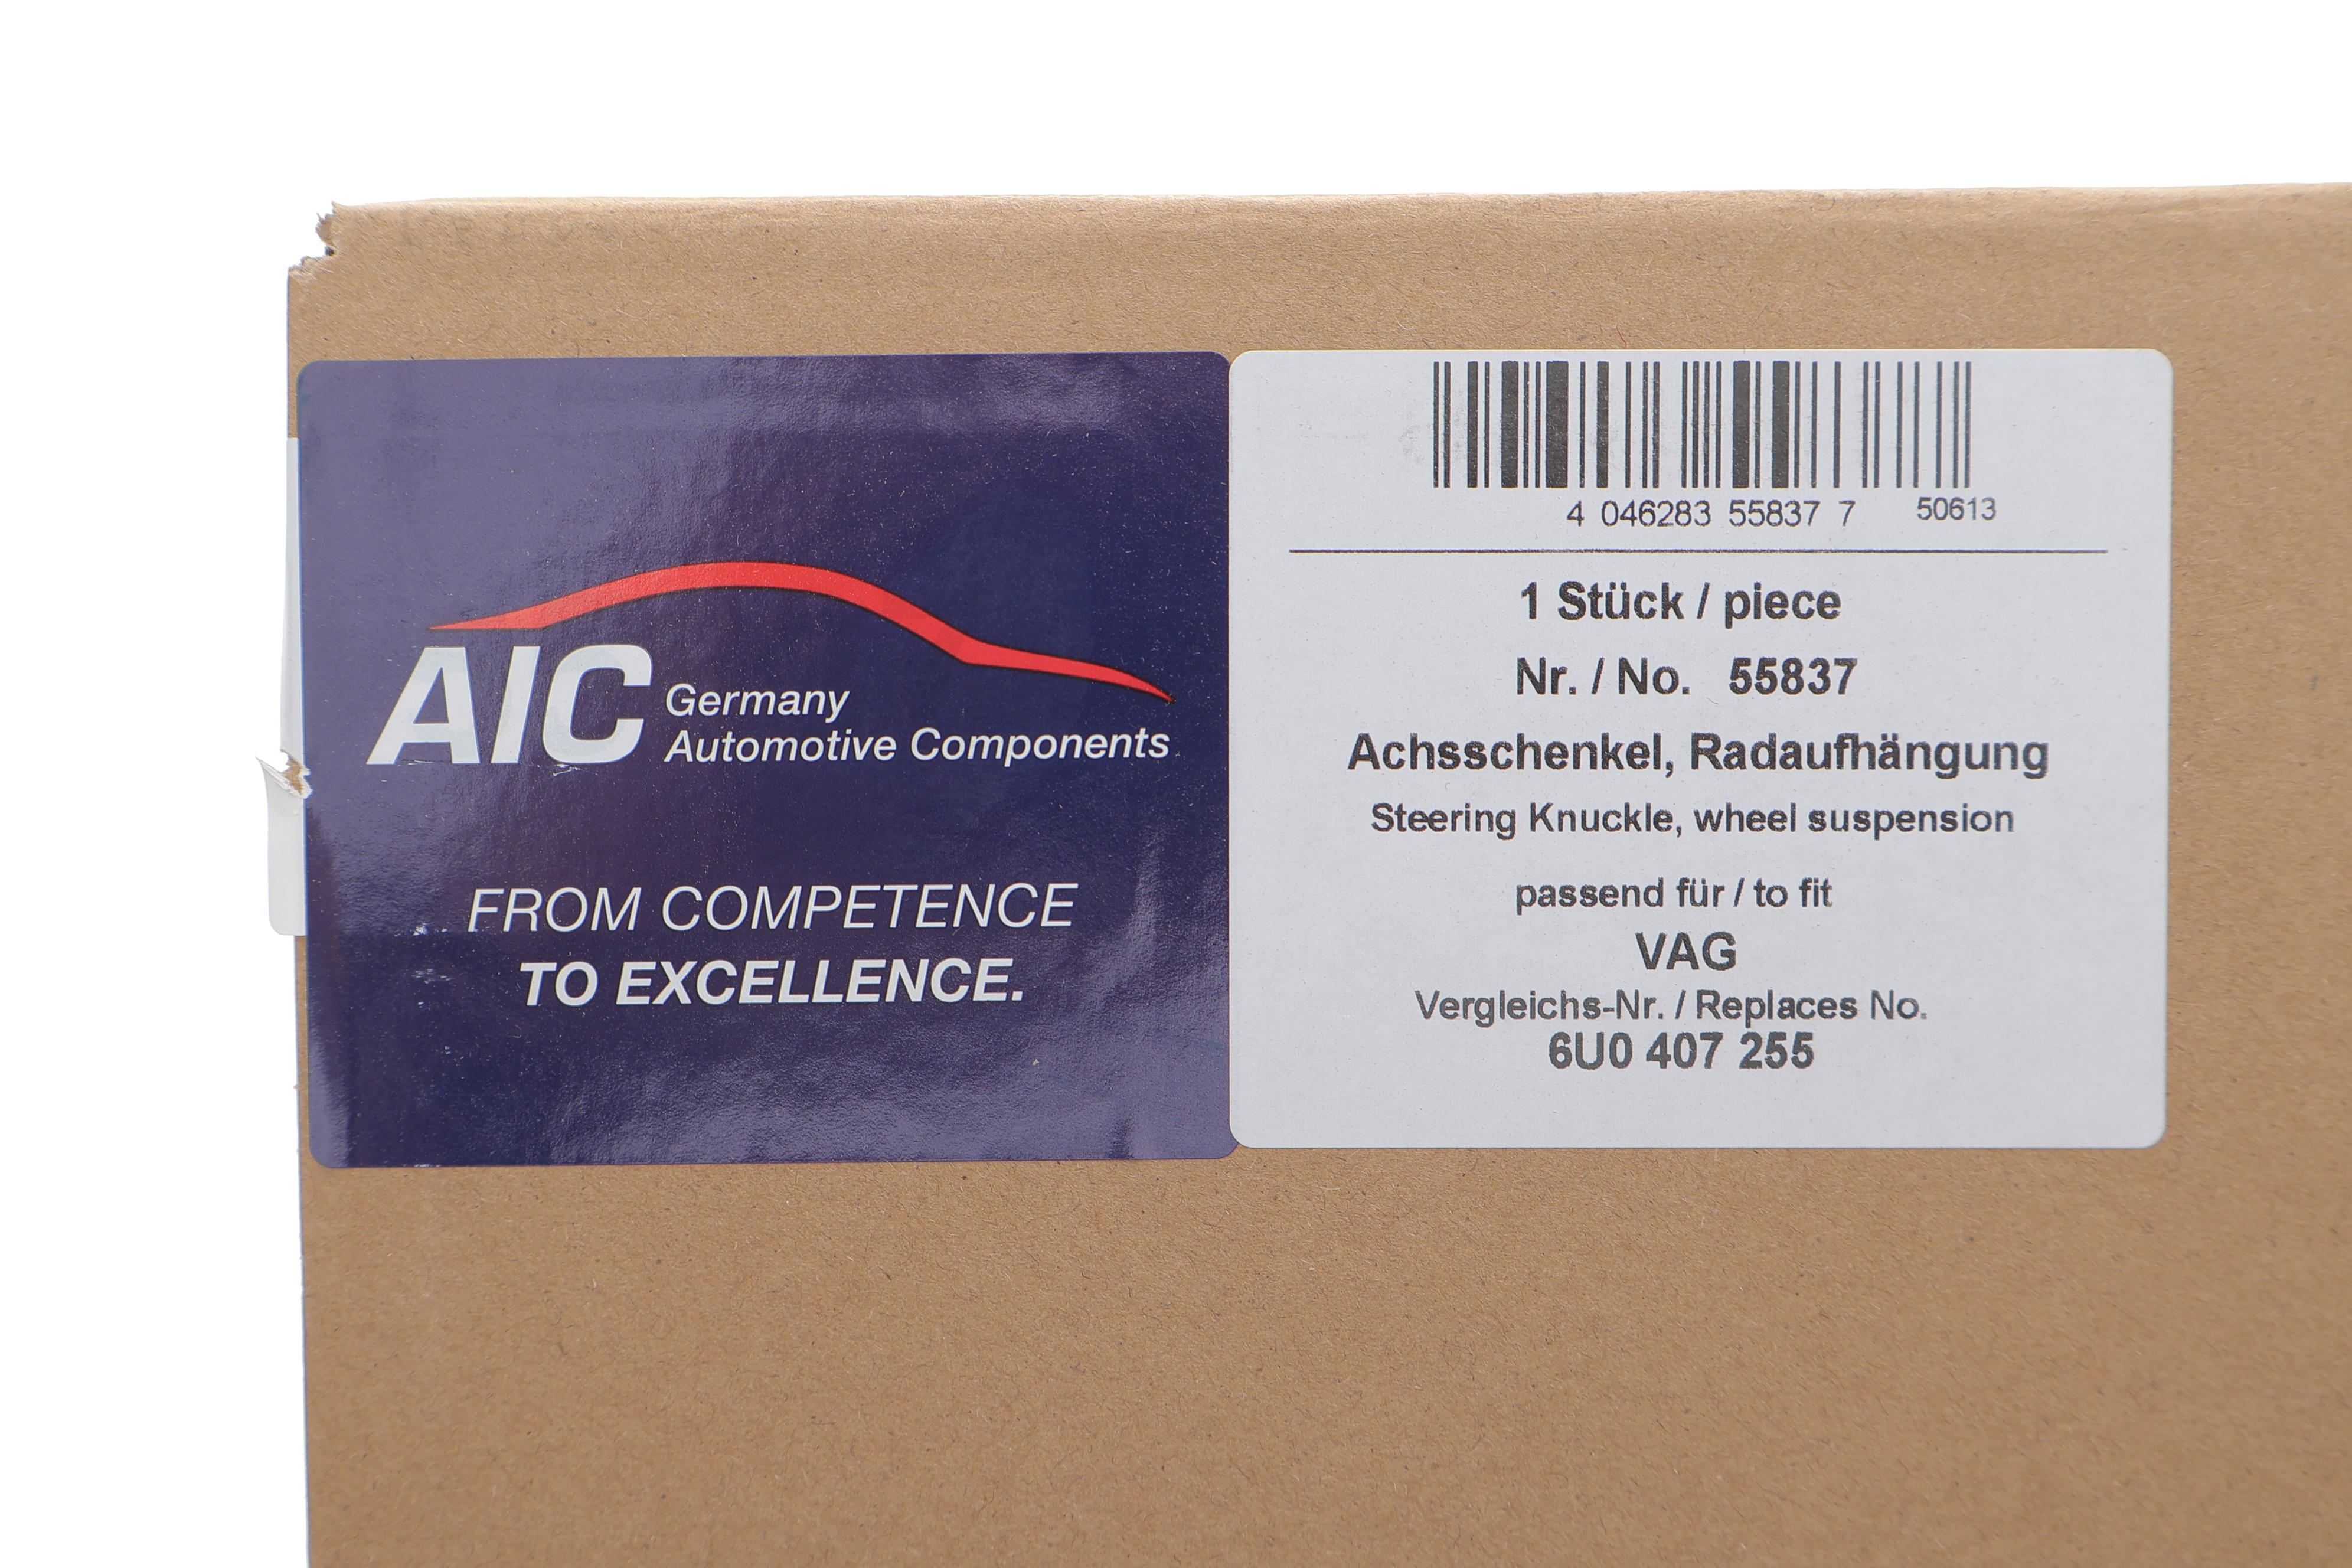 AIC Germany
Automotive Components
FROM COMPETENCE
TO EXCELLENCE.
4 046283 55837 7 50613
1 Stück / piece
Nr. / No. 55837
Achsschenkel, Radaufhängung
Steering Knuckle, wheel suspension
passend für / to fit
VAG
Vergleichs-Nr. / Replaces No.
6U0 407 255